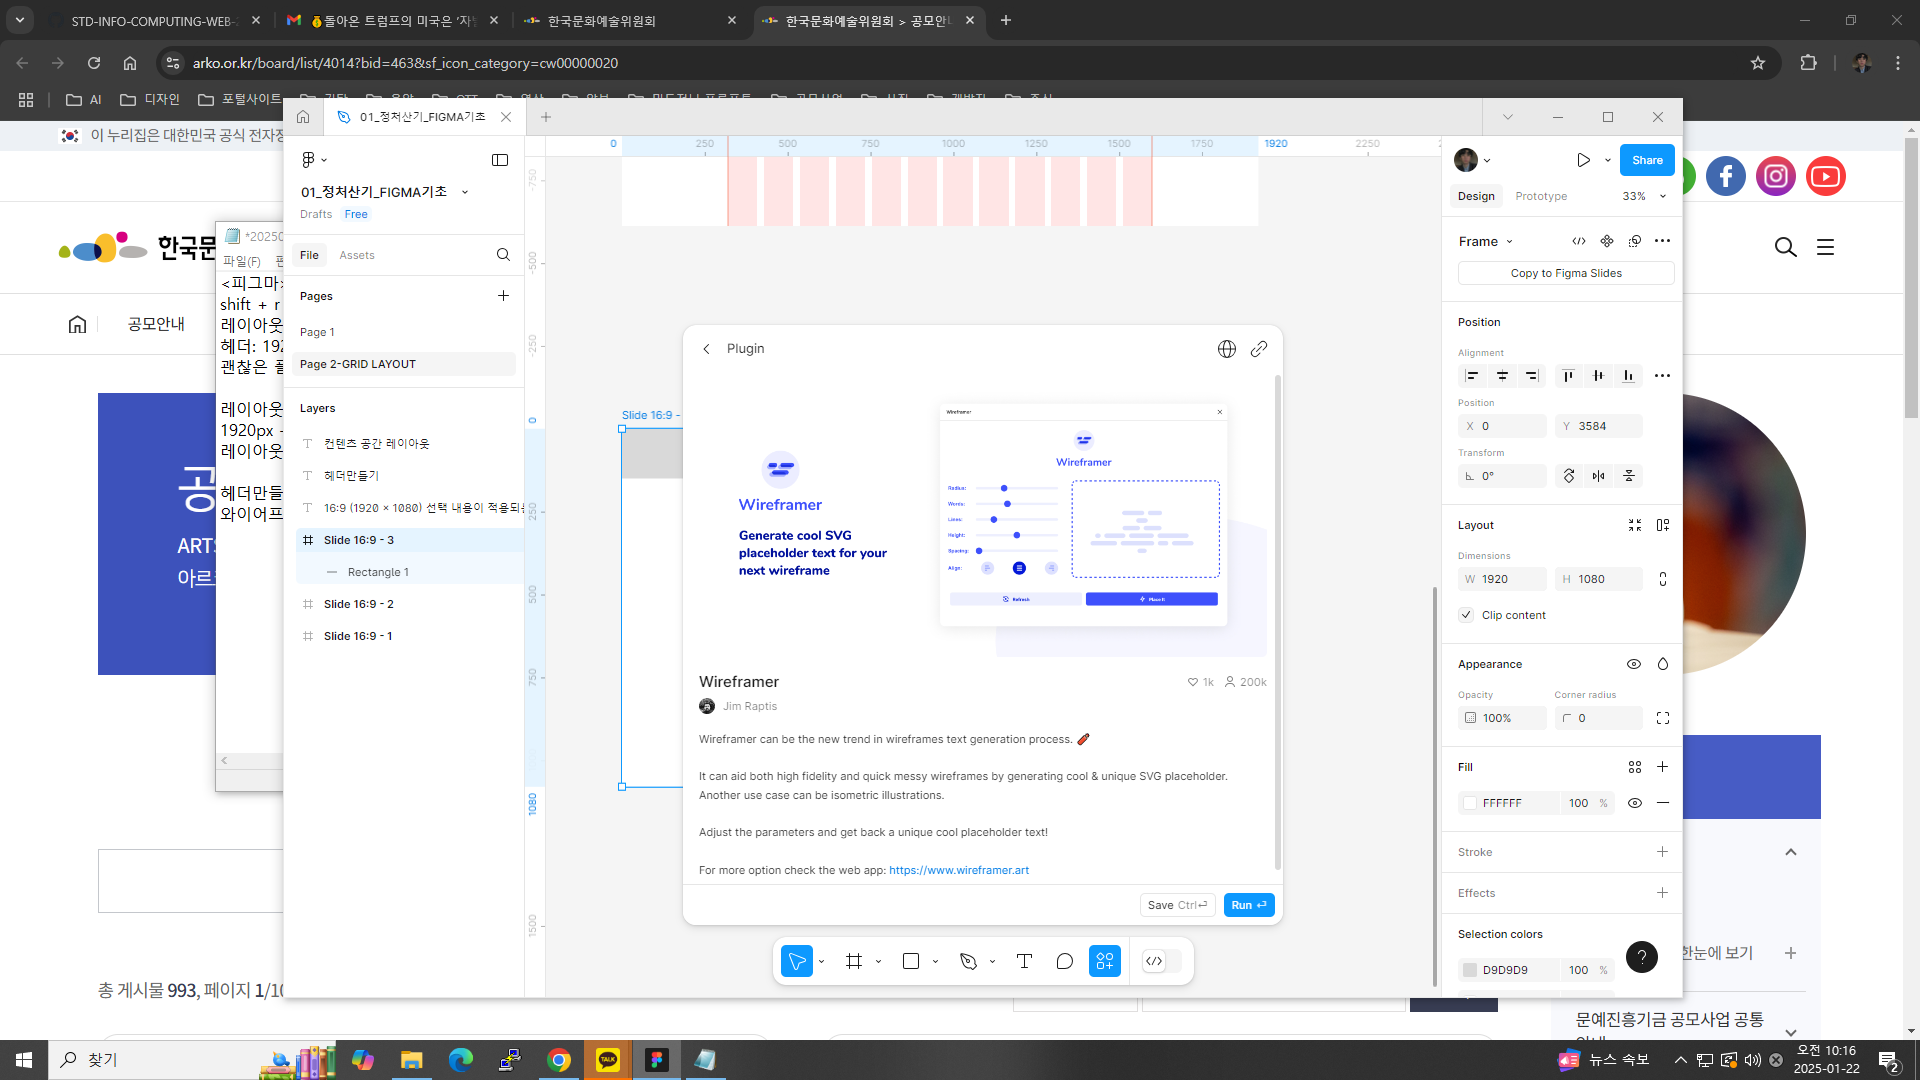 STD-INFO-COMPUTING-WEB-
💰돌아온 트럼프의 미국은 '자
한국문화예술위원회
한국문화예술위원회 > 공모안내
arko.or.kr/board/list/4014?bid=463&sf_icon_category=cw00000020
AI
디자인
포털사이트
이 누리집은 대한민국 공식 전자정
한국문
공모안내
공
ARTS
아르
총 게시물 993, 페이지 1/10
한눈에 보기
문예진흥기금 공모사업 공통
안내
*20250
파일(F)
<피그마>
shift + r
레이아웃
헤더: 192
괜찮은 플
레이아웃
1920px -
레이아웃
헤더만들
와이어프
01_정처산기_FIGMA기초
01_정처산기_FIGMA기초
Drafts
Free
File
Assets
Pages
Page 1
Page 2-GRID LAYOUT
Layers
컨텐츠 공간 레이아웃
헤더만들기
16:9 (1920 × 1080) 선택 내용이 적용되는
Slide 16:9 - 3
Rectangle 1
Slide 16:9 - 2
Slide 16:9 - 1
0
250
500
750
1000
1250
1500
1750
1920
2250
-750
-500
-250
0
250
500
750
1080
1500
Slide 16:9 -
Plugin
Wireframer
Generate cool SVG
placeholder text for your
next wireframe
Wireframer
Wireframer
Radius:
Words:
Lines:
Height:
Spacing:
Align:
Refresh
Place it
Wireframer
1k
200k
Jim Raptis
Wireframer can be the new trend in wireframes text generation process. 🧨
It can aid both high fidelity and quick messy wireframes by generating cool & unique SVG placeholder.
Another use case can be isometric illustrations.
Adjust the parameters and get back a unique cool placeholder text!
For more option check the web app: https://www.wireframer.art
Save Ctrl⏎
Run ⏎
Share
Design
Prototype
33%
Frame
Copy to Figma Slides
Position
Alignment
Position
X 0
Y 3584
Transform
0°
Layout
Dimensions
W 1920
H 1080
Clip content
Appearance
Opacity
Corner radius
100%
0
Fill
FFFFFF 100 %
Stroke
Effects
Selection colors
D9D9D9 100 %
?
찾기
TALK
뉴스 속보
오전 10:16
2025-01-22
2